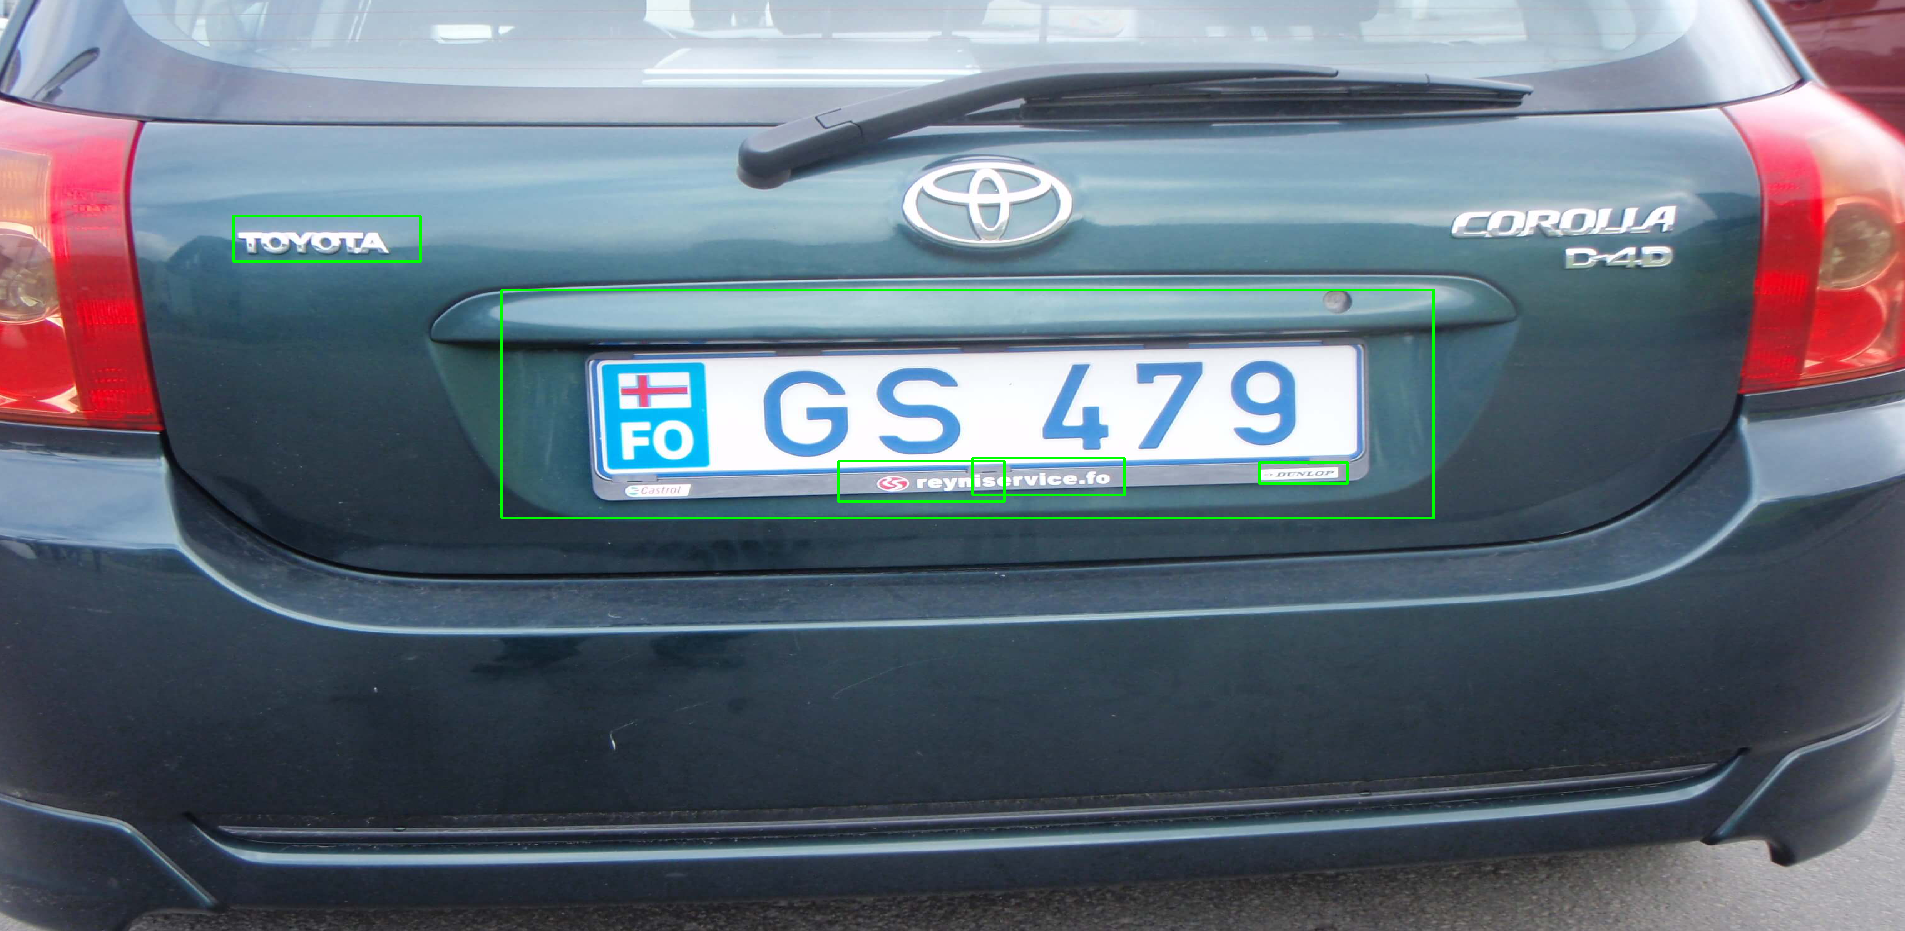 TOYOTA
COROLLA
D-4D
FO GS 479
Castrol reyniservice.fo DUNLOP